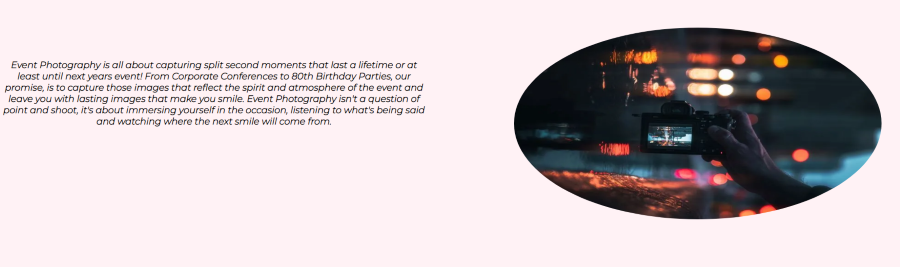 Event Photography is all about capturing split second moments that last a lifetime or at
least until next years event! From Corporate Conferences to 80th Birthday Parties, our
promise, is to capture those images that reflect the spirit and atmosphere of the event and
leave you with lasting images that make you smile. Event Photography isn't a question of
point and shoot, it's about immersing yourself in the occasion, listening to what's being said
and watching where the next smile will come from.